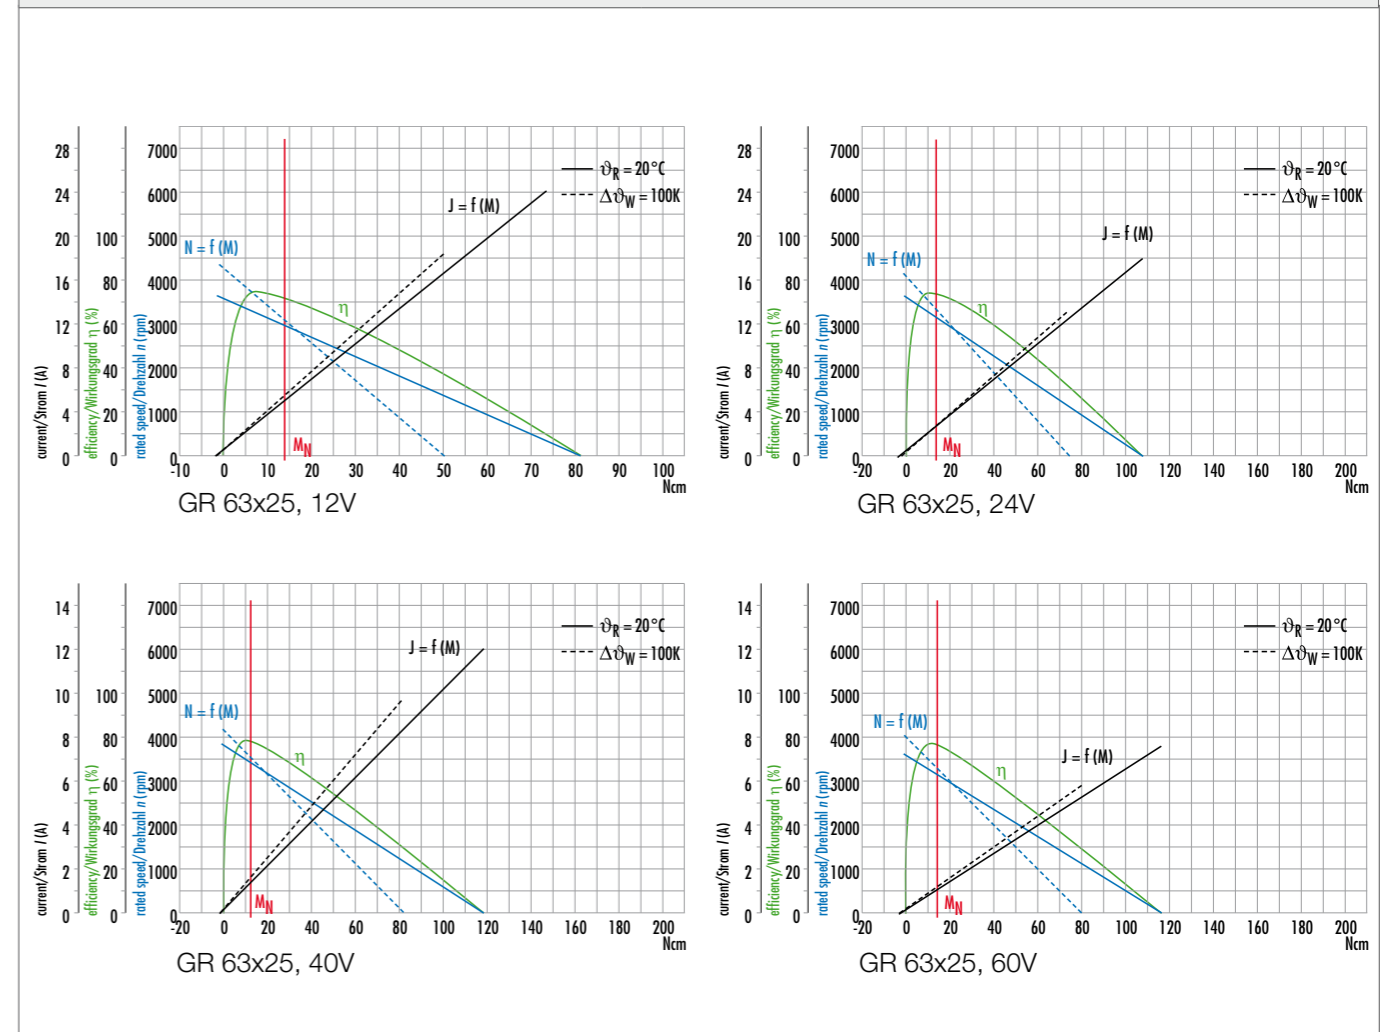 28 7000
24 6000
20 100 5000
16 80 4000
12 60 3000
8 40 2000
4 20 1000
0 0 0
current/Strom I (A)
efficiency/Wirkungsgrad η (%)
rated speed/Drehzahl n (rpm)
ϑR = 20°C
ΔϑW = 100K
J = f (M)
N = f (M)
η
MN
-10 0 10 20 30 40 50 60 70 80 90 100
Ncm
GR 63x25, 12V
28 7000
24 6000
20 100 5000
16 80 4000
12 60 3000
8 40 2000
4 20 1000
0 0 0
current/Strom I (A)
efficiency/Wirkungsgrad η (%)
rated speed/Drehzahl n (rpm)
ϑR = 20°C
ΔϑW = 100K
J = f (M)
N = f (M)
η
MN
-20 0 20 40 60 80 100 120 140 160 180 200
Ncm
GR 63x25, 24V
14 7000
12 6000
10 100 5000
8 80 4000
6 60 3000
4 40 2000
2 20 1000
0 0 0
current/Strom I (A)
efficiency/Wirkungsgrad η (%)
rated speed/Drehzahl n (rpm)
ϑR = 20°C
ΔϑW = 100K
J = f (M)
N = f (M)
η
MN
-20 0 20 40 60 80 100 120 140 160 180 200
Ncm
GR 63x25, 40V
14 7000
12 6000
10 100 5000
8 80 4000
6 60 3000
4 40 2000
2 20 1000
0 0 0
current/Strom I (A)
efficiency/Wirkungsgrad η (%)
rated speed/Drehzahl n (rpm)
ϑR = 20°C
ΔϑW = 100K
N = f (M)
J = f (M)
η
MN
-20 0 20 40 60 80 100 120 140 160 180 200
Ncm
GR 63x25, 60V